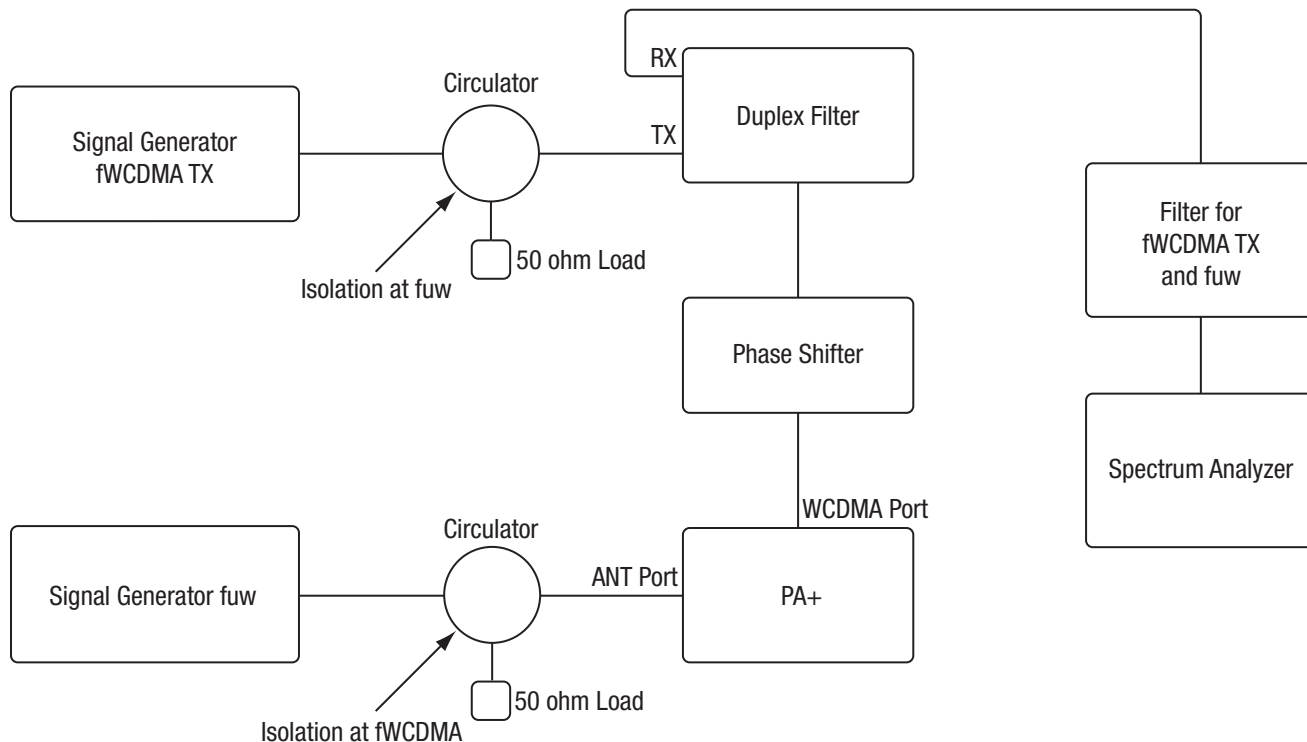 RX
Duplex Filter
Circulator
Signal Generator
fWCDMA TX
TX
Filter for
fWCDMA TX
and fuw
50 ohm Load
Isolation at fuw
Phase Shifter
Spectrum Analyzer
WCDMA Port
Circulator
ANT Port
Signal Generator fuw
PA+
50 ohm Load
Isolation at fWCDMA